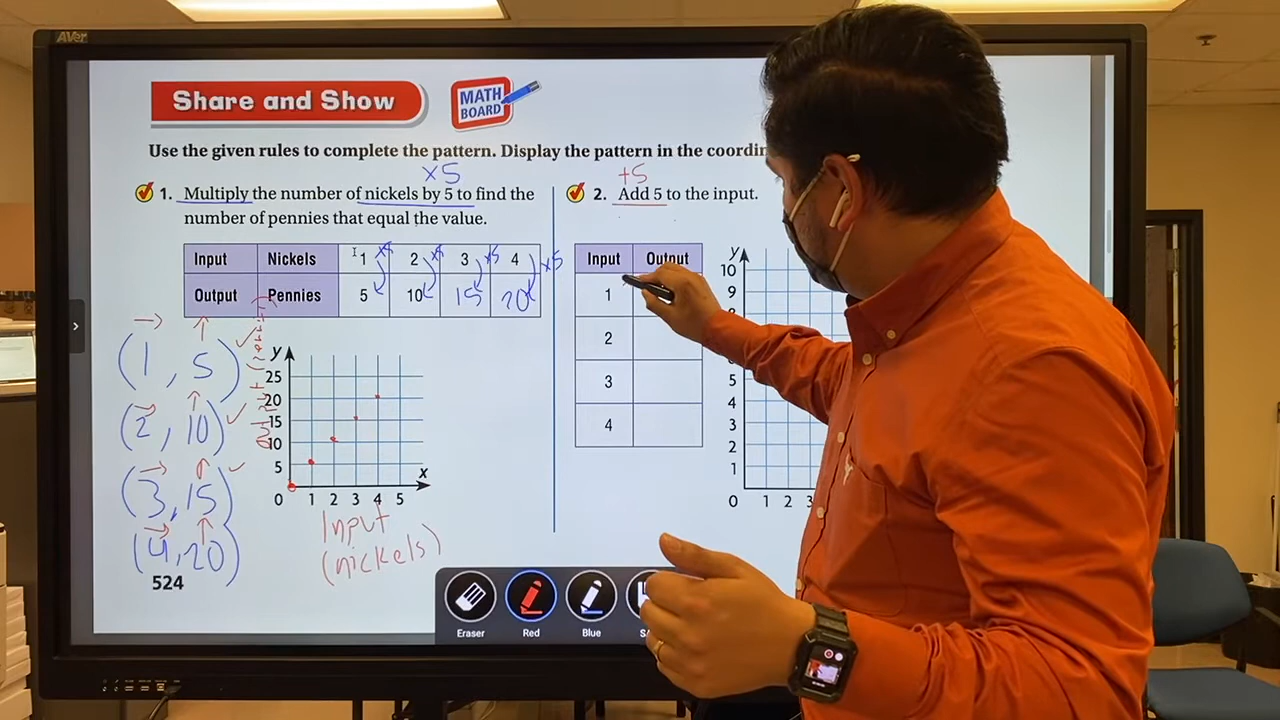 AVer
Share and Show
MATH
BOARD
Use the given rules to complete the pattern. Display the pattern in the
×5
+5
1. Multiply the number of nickels by 5 to find the
number of pennies that equal the value.
2. Add 5 to the input.
Input Nickels 1 2 3 4
×5 ×5 ×5 ×5
Output Pennies 5 10 15 20
Input Output
1
2
3
4
(1, 5)
(2, 10)
(3, 15)
(4, 20)
y
25
20
15
10
5
0 1 2 3 4 5
x
Input
(nickels)
y
10
9
5
4
3
2
1
0 1 2 3
524
Eraser Red Blue